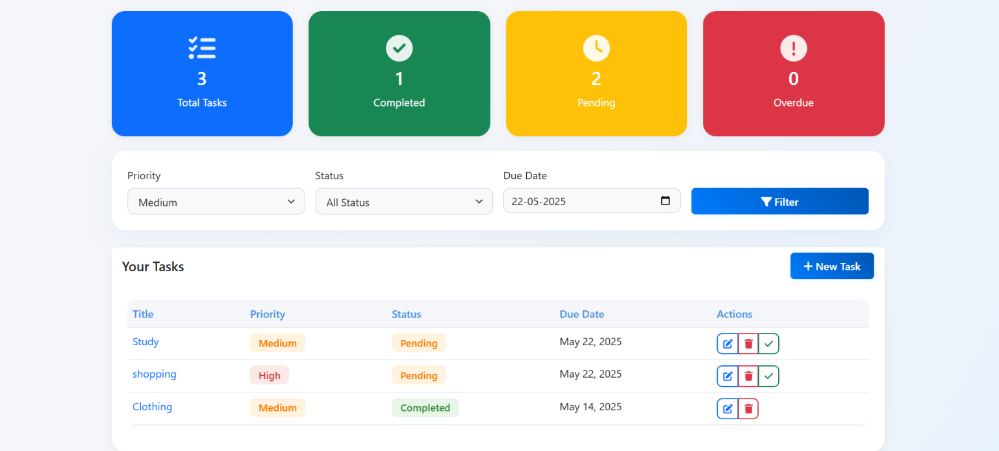 3 1 2 0
Total Tasks Completed Pending Overdue
Priority Status Due Date
Medium All Status 22-05-2025 Filter
Your Tasks New Task
Title Priority Status Due Date Actions
Study Medium Pending May 22, 2025
shopping High Pending May 22, 2025
Clothing Medium Completed May 14, 2025